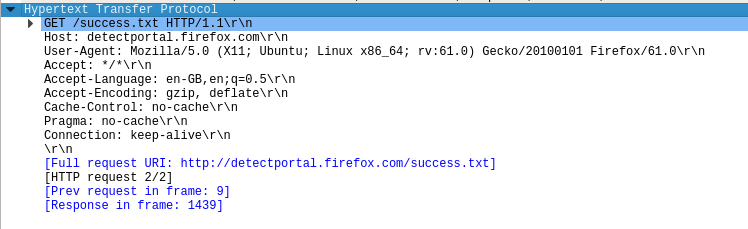 Hypertext Transfer Protocol
GET /success.txt HTTP/1.1\r\n
Host: detectportal.firefox.com\r\n
User-Agent: Mozilla/5.0 (X11; Ubuntu; Linux x86_64; rv:61.0) Gecko/20100101 Firefox/61.0\r\n
Accept: */*\r\n
Accept-Language: en-GB,en;q=0.5\r\n
Accept-Encoding: gzip, deflate\r\n
Cache-Control: no-cache\r\n
Pragma: no-cache\r\n
Connection: keep-alive\r\n
\r\n
[Full request URI: http://detectportal.firefox.com/success.txt]
[HTTP request 2/2]
[Prev request in frame: 9]
[Response in frame: 1439]